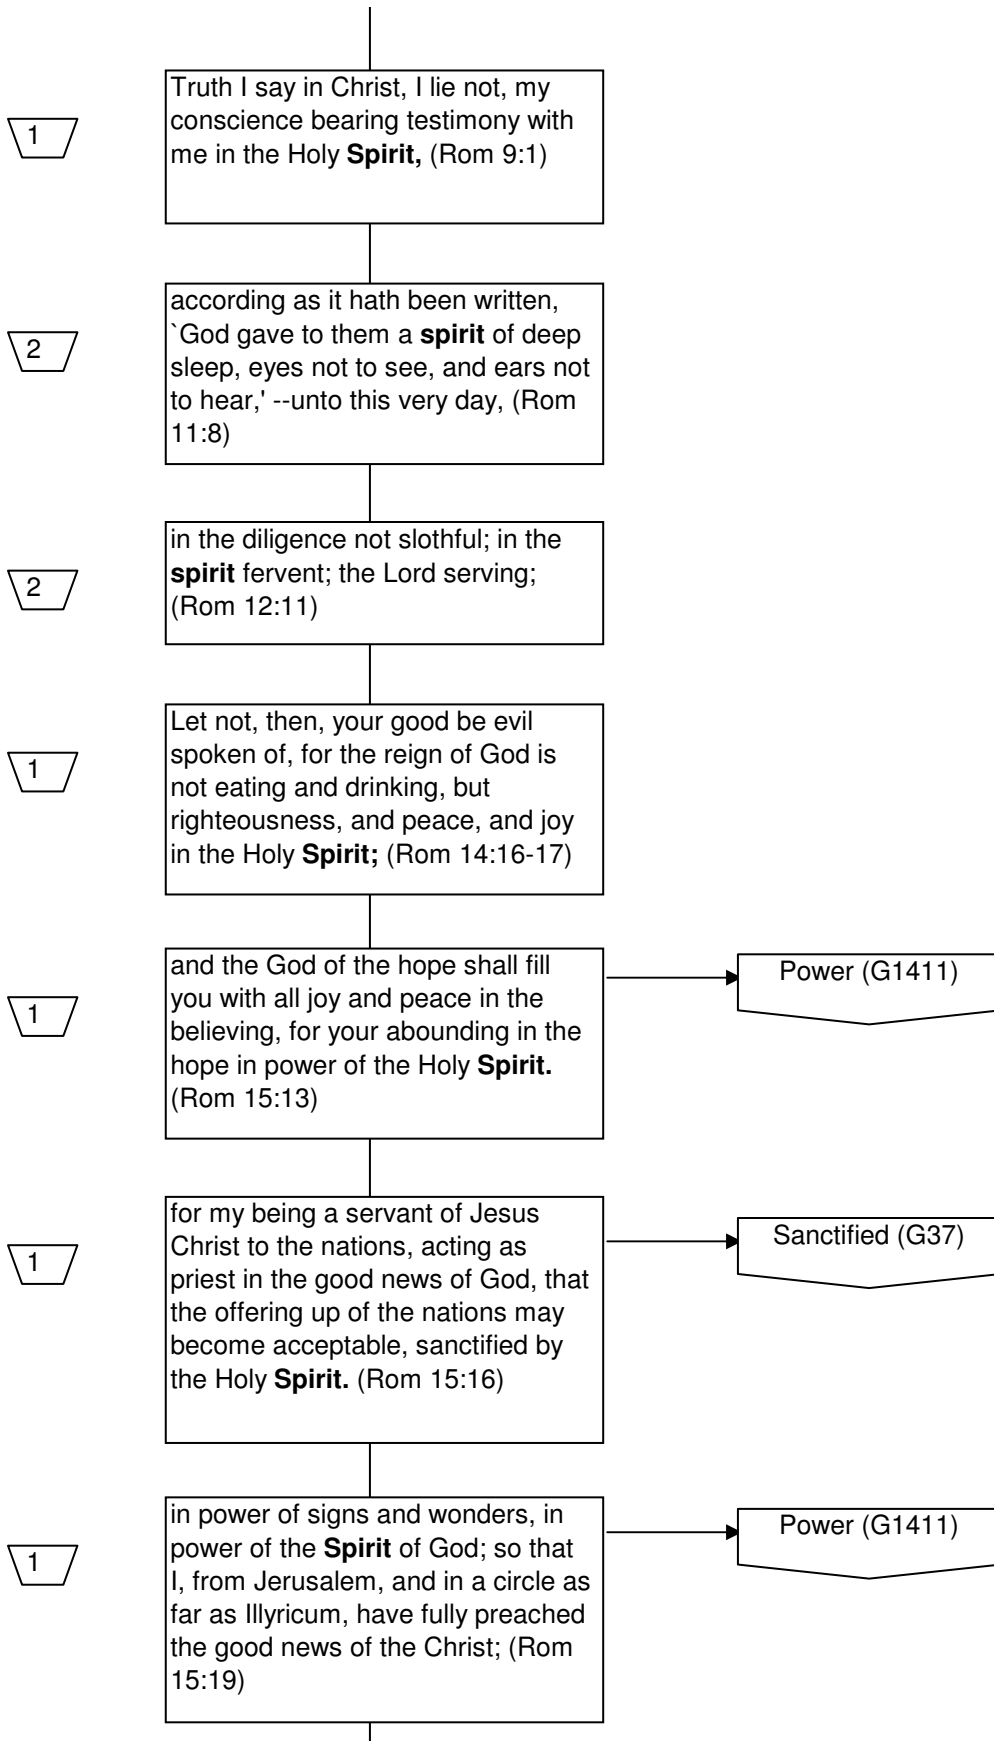 Truth I say in Christ, I lie not, my
conscience bearing testimony with
me in the Holy Spirit, (Rom 9:1)
1
according as it hath been written,
`God gave to them a spirit of deep
sleep, eyes not to see, and ears not
to hear,' --unto this very day, (Rom
11:8)
2
in the diligence not slothful; in the
spirit fervent; the Lord serving;
(Rom 12:11)
2
Let not, then, your good be evil
spoken of, for the reign of God is
not eating and drinking, but
righteousness, and peace, and joy
in the Holy Spirit; (Rom 14:16-17)
1
and the God of the hope shall fill
you with all joy and peace in the
believing, for your abounding in the
hope in power of the Holy Spirit.
(Rom 15:13)
Power (G1411)
1
for my being a servant of Jesus
Christ to the nations, acting as
priest in the good news of God, that
the offering up of the nations may
become acceptable, sanctified by
the Holy Spirit. (Rom 15:16)
Sanctified (G37)
1
in power of signs and wonders, in
power of the Spirit of God; so that
I, from Jerusalem, and in a circle as
far as Illyricum, have fully preached
the good news of the Christ; (Rom
15:19)
Power (G1411)
1